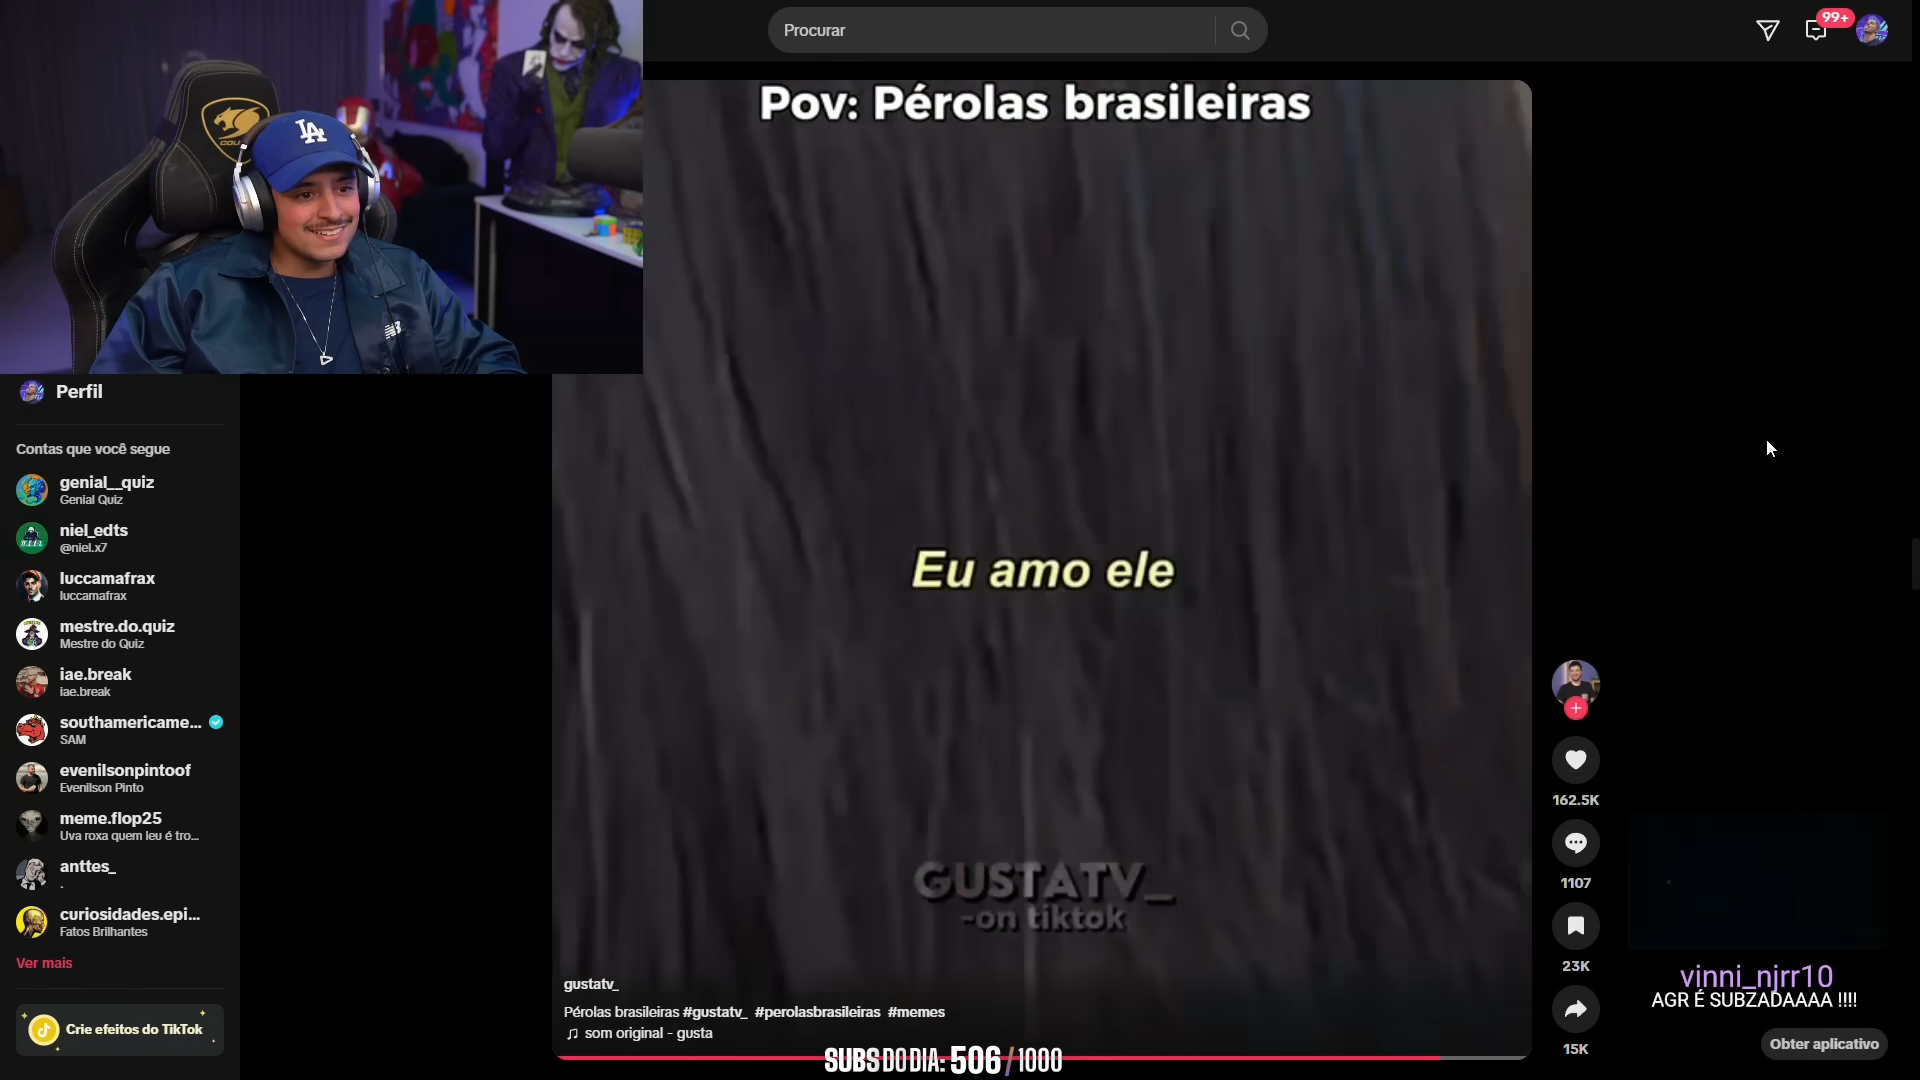 Procurar
99+
LA
COU
Pov: Pérolas brasileiras
Perfil
Contas que você segue
genial__quiz
Genial Quiz
niel_edts
@niel.x7
luccamafrax
luccamafrax
mestre.do.quiz
Mestre do Quiz
iae.break
iae.break
southamericame...
SAM
evenilsonpintoof
Evenilson Pinto
meme.flop25
Uva roxa quem leu é tro...
anttes_
.
curiosidades.epi...
Fatos Brilhantes
Ver mais
Crie efeitos do TikTok
Eu amo ele
GUSTATV_
-on tiktok
gustatv_
Pérolas brasileiras #gustatv_ #perolasbrasileiras #memes
som original - gusta
162.5K
1107
23K
15K
vinni_njrr10
AGR É SUBZADAAAA !!!!
Obter aplicativo
SUBS DO DIA: 506 / 1000